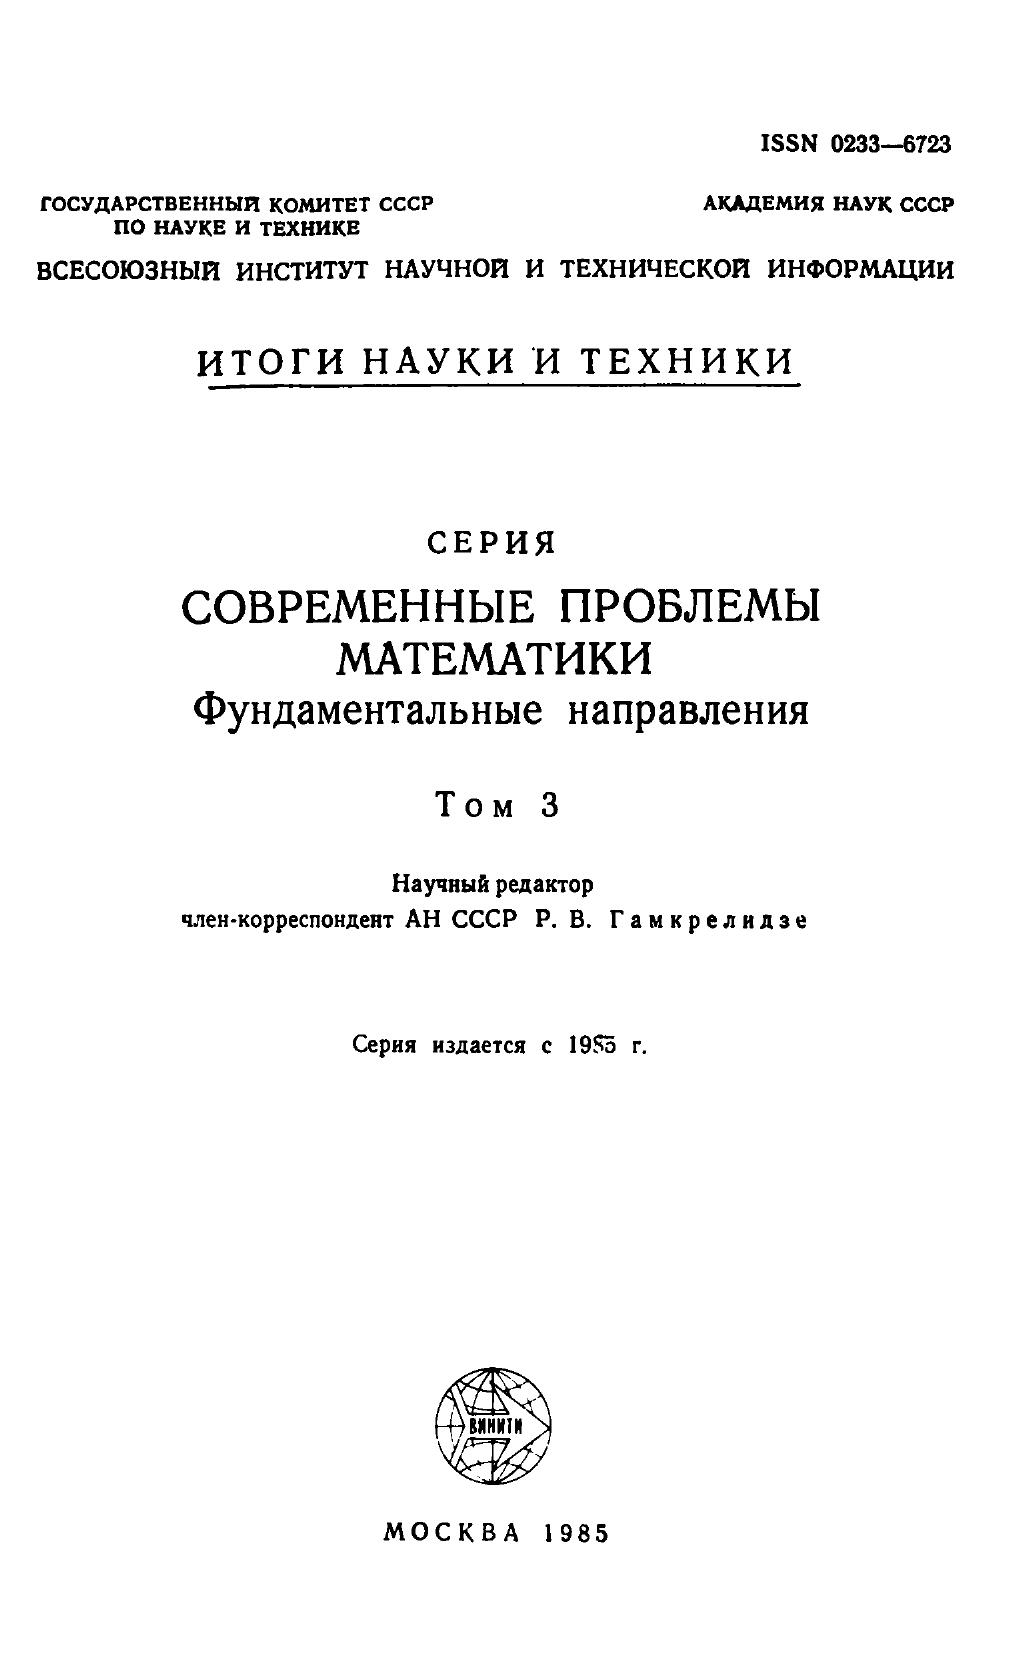 ISSN 0233—6723
ГОСУДАРСТВЕННЫЙ КОМИТЕТ СССР
ПО НАУКЕ И ТЕХНИКЕ
АКАДЕМИЯ НАУК СССР
ВСЕСОЮЗНЫЙ ИНСТИТУТ НАУЧНОЙ И ТЕХНИЧЕСКОЙ ИНФОРМАЦИИ
ИТОГИ НАУКИ И ТЕХНИКИ
СЕРИЯ
СОВРЕМЕННЫЕ ПРОБЛЕМЫ
МАТЕМАТИКИ
Фундаментальные направления
Том 3
Научный редактор
член-корреспондент АН СССР Р. В. Гамкрелидзе
Серия издается с 1985 г.
ВИНИТИ
МОСКВА 1985